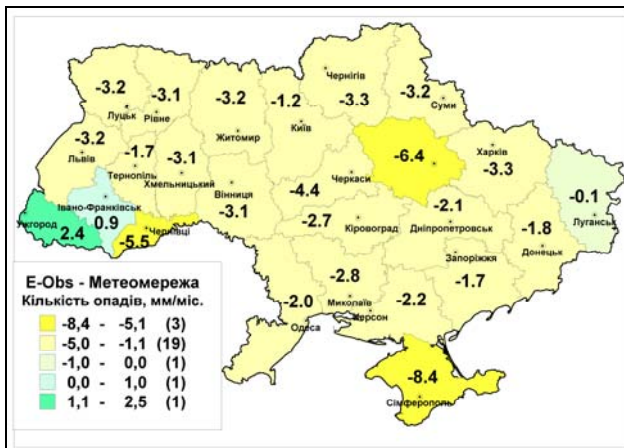 Чернігів
-3.2
-3.1
-3.2
-1.2
-3.3
-3.2
Суми
Луцьк
Рівне
Житомир
Київ
-3.2
Львів
-1.7
Тернопіль
-3.1
Хмельницький
-6.4
Харків
-3.3
Черкаси
Вінниця
-3.1
-4.4
-2.1
-0.1
Івано-Франківськ
0.9
Ужгород
2.4
-5.5
Чернівці
-2.7
Кіровоград
Дніпропетровськ
-1.8
Луганськ
Донецьк
Запоріжжя
-1.7
-2.8
Миколаїв
-2.2
Херсон
-2.0
Одеса
-8.4
Сімферополь
E-Obs - Метеомережа
Кількість опадів, мм/міс.
-8,4 - -5,1 (3)
-5,0 - -1,1 (19)
-1,0 - 0,0 (1)
0,0 - 1,0 (1)
1,1 - 2,5 (1)